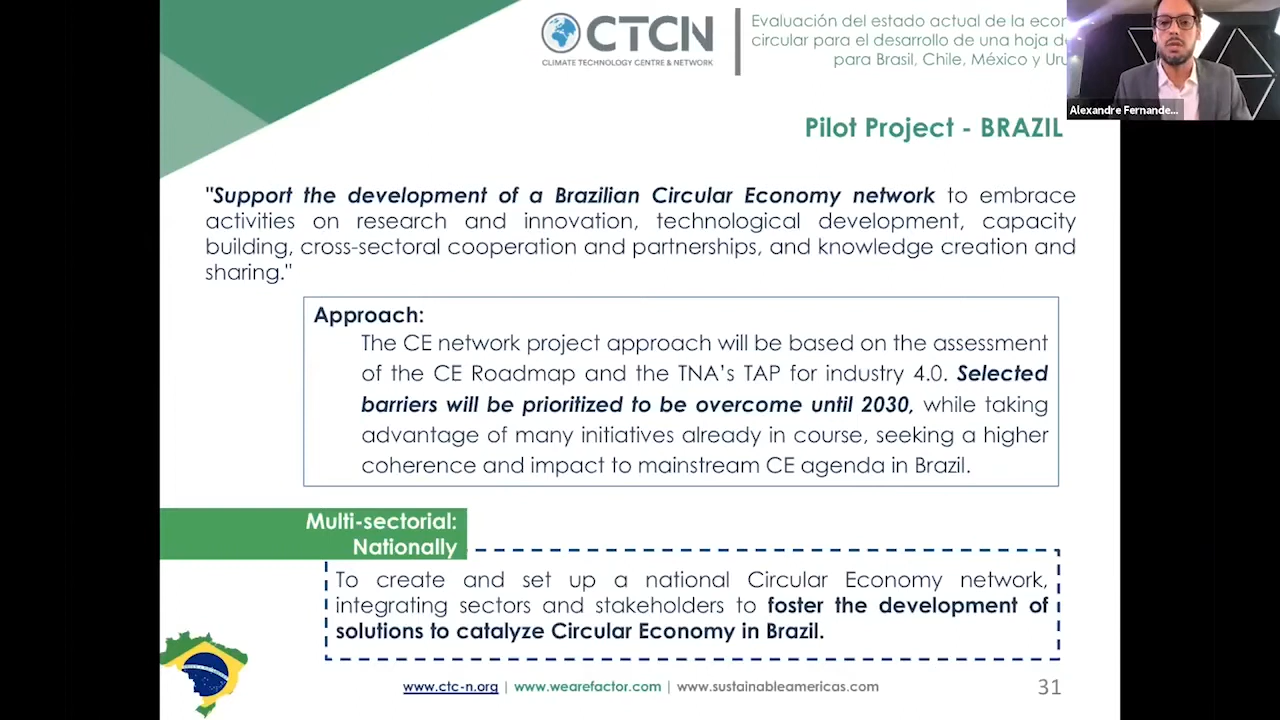 CTCN
CLIMATE TECHNOLOGY CENTRE & NETWORK
Evaluación del estado actual de la
circular para el desarrollo de una hoja
para Brasil, Chile, México y
Alexandre
Pilot Project - BRAZIL
"Support the development of a Brazilian Circular Economy network to embrace
activities on research and innovation, technological development, capacity
building, cross-sectoral cooperation and partnerships, and knowledge creation and
sharing."
Approach:
The CE network project approach will be based on the assessment
of the CE Roadmap and the TNA's TAP for industry 4.0. Selected
barriers will be prioritized to be overcome until 2030, while taking
advantage of many initiatives already in course, seeking a higher
coherence and impact to mainstream CE agenda in Brazil.
Multi-sectorial:
Nationally
To create and set up a national Circular Economy network,
integrating sectors and stakeholders to foster the development of
solutions to catalyze Circular Economy in Brazil.
www.ctc-n.org | www.wearefactor.com | www.sustainableamericas.com
31